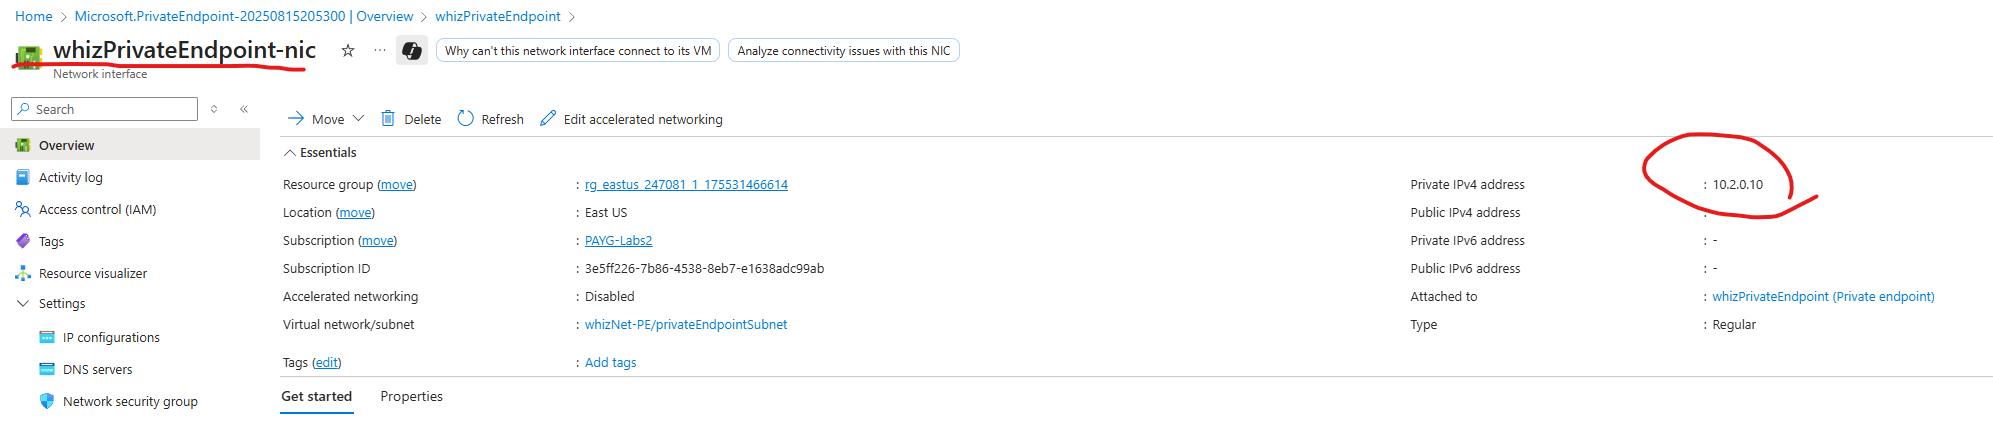 Home > Microsoft.PrivateEndpoint-20250815205300 | Overview > whizPrivateEndpoint >
whizPrivateEndpoint-nic ☆ ··· Why can't this network interface connect to its VM Analyze connectivity issues with this NIC
Network interface
Search
Overview
Activity log
Access control (IAM)
Tags
Resource visualizer
Settings
IP configurations
DNS servers
Network security group
Move Delete Refresh Edit accelerated networking
Essentials
Resource group (move) : rg_eastus_247081_1_175531466614
Location (move) : East US
Subscription (move) : PAYG-Labs2
Subscription ID : 3e5ff226-7b86-4538-8eb7-e1638adc99ab
Accelerated networking : Disabled
Virtual network/subnet : whizNet-PE/privateEndpointSubnet
Private IPv4 address : 10.2.0.10
Public IPv4 address :
Private IPv6 address : -
Public IPv6 address : -
Attached to : whizPrivateEndpoint (Private endpoint)
Type : Regular
Tags (edit) : Add tags
Get started Properties